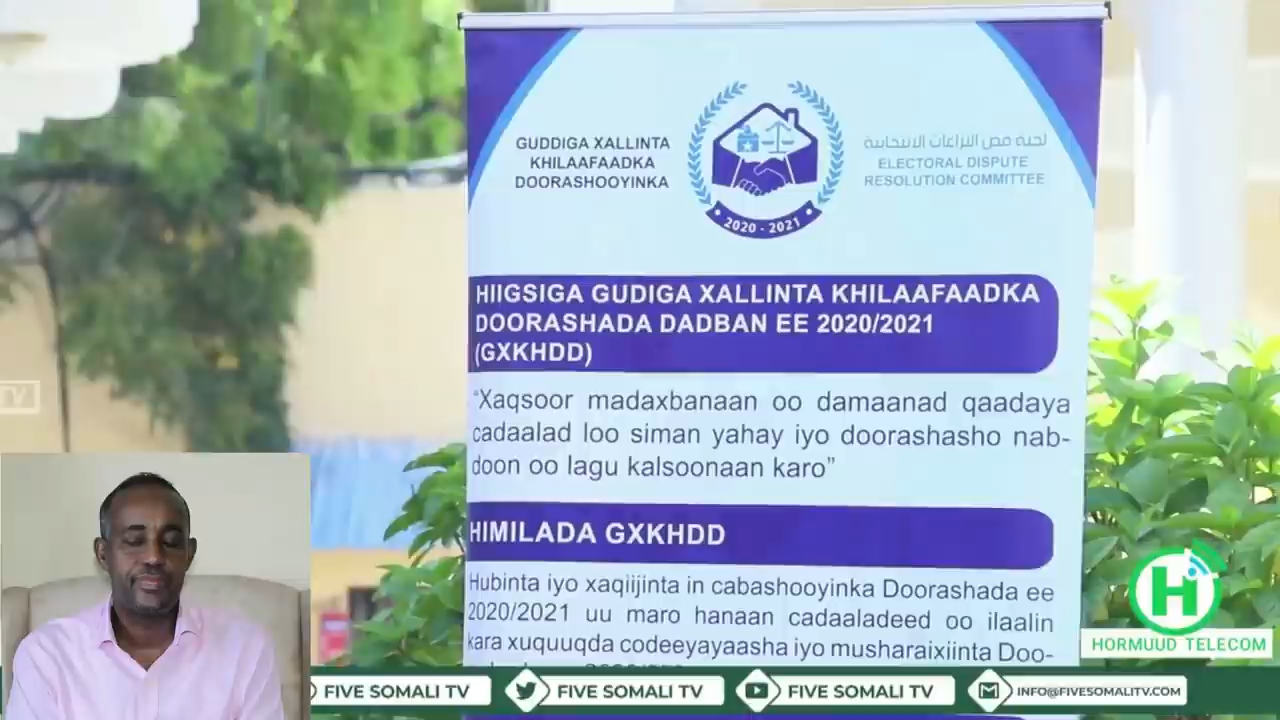 GUDDIGA XALLINTA
KHILAAFAADKA
DOORASHOOYINKA
2020 - 2021
لجنة فض النزاعات الانتخابية
ELECTORAL DISPUTE
RESOLUTION COMMITTEE
HIIGSIGA GUDIGA XALLINTA KHILAAFAADKA
DOORASHADA DADBAN EE 2020/2021
(GXKHDD)
“Xaqsoor madaxbanaan oo damaanad qaadaya
cadaalad loo siman yahay iyo doorashasho nab-
doon oo lagu kalsoonaan karo”
HIMILADA GXKHDD
Hubinta iyo xaqiijinta in cabashooyinka Doorashada ee
2020/2021 uu maro hanaan cadaaladeed oo ilaalin
kara xuquuqda codeeyayaasha iyo musharaixiinta Doo-
TV
H
HORMUUD TELECOM
FIVE SOMALI TV
FIVE SOMALI TV
FIVE SOMALI TV
INFO@FIVESOMALITV.COM